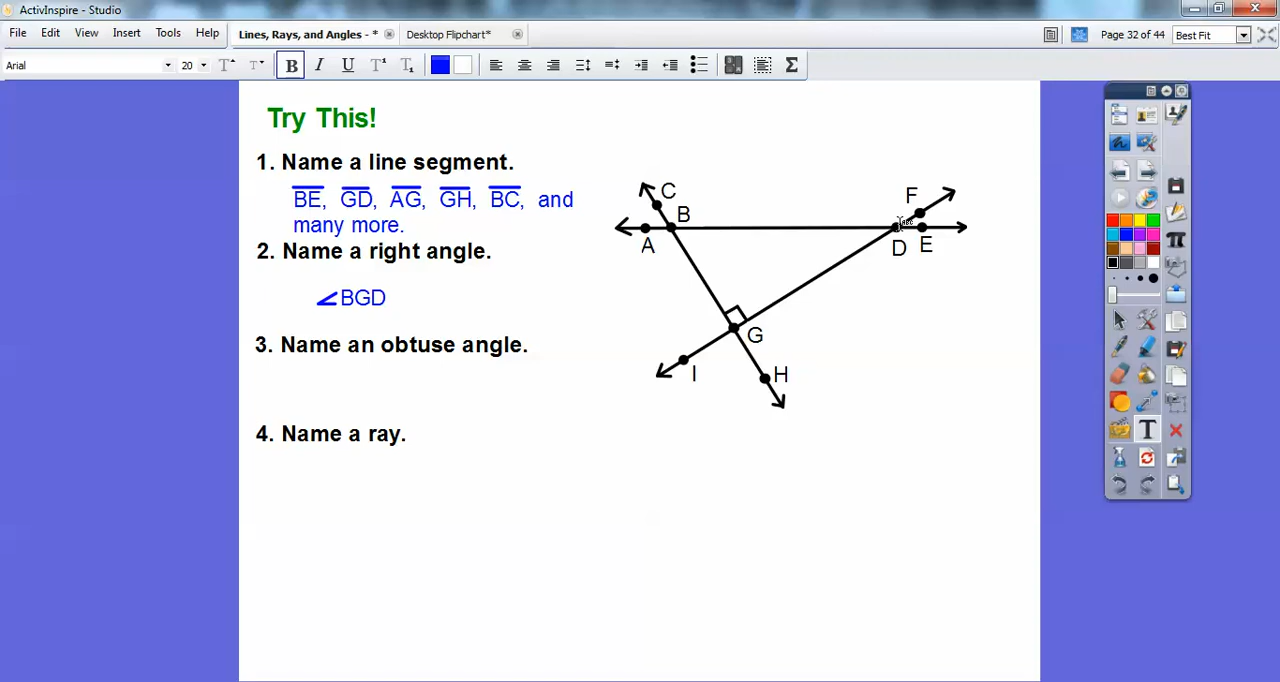 ActivInspire - Studio
File Edit View Insert Tools Help
Lines, Rays, and Angles - *
Desktop Flipchart*
Page 32 of 44
Best Fit
Arial
20
Try This!
1. Name a line segment.
BE, GD, AG, GH, BC, and
many more.
2. Name a right angle.
∠BGD
3. Name an obtuse angle.
4. Name a ray.
C
B
A
F
D
E
G
I
H